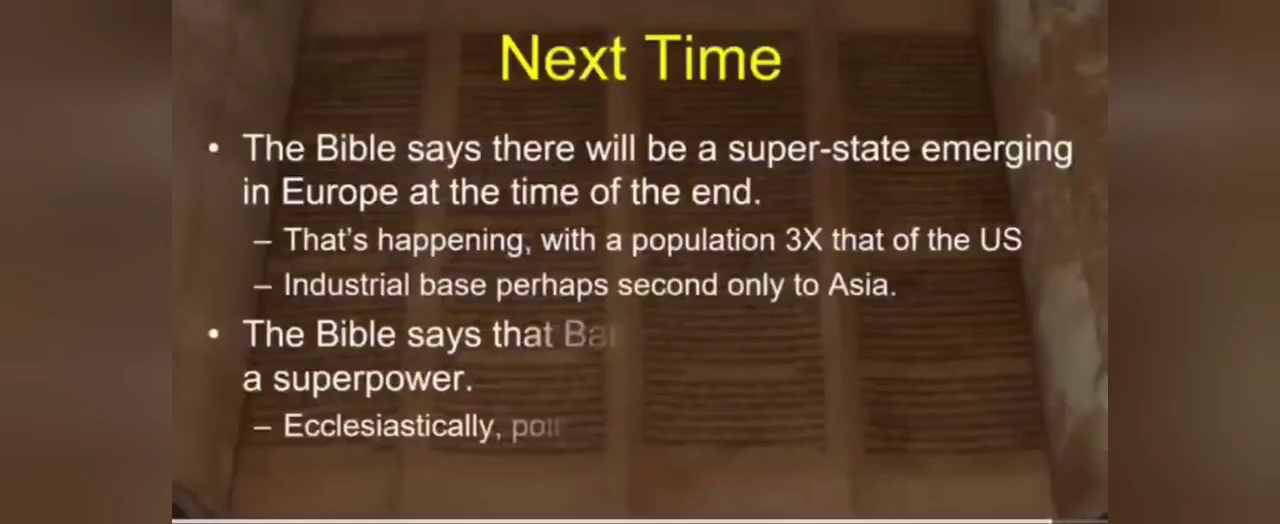 Next Time
• The Bible says there will be a super-state emerging
in Europe at the time of the end.
– That's happening, with a population 3X that of the US
– Industrial base perhaps second only to Asia.
• The Bible says that
a superpower.
– Ecclesiastically,